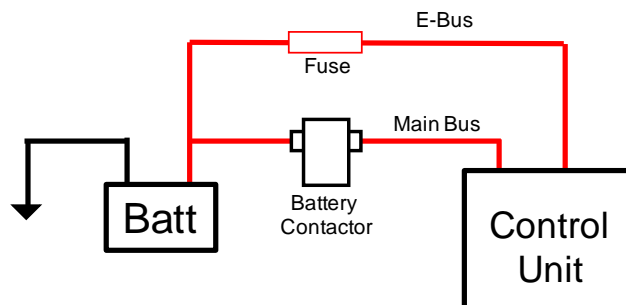 E-Bus
Fuse
Main Bus
Battery
Contactor
Batt
Control
Unit